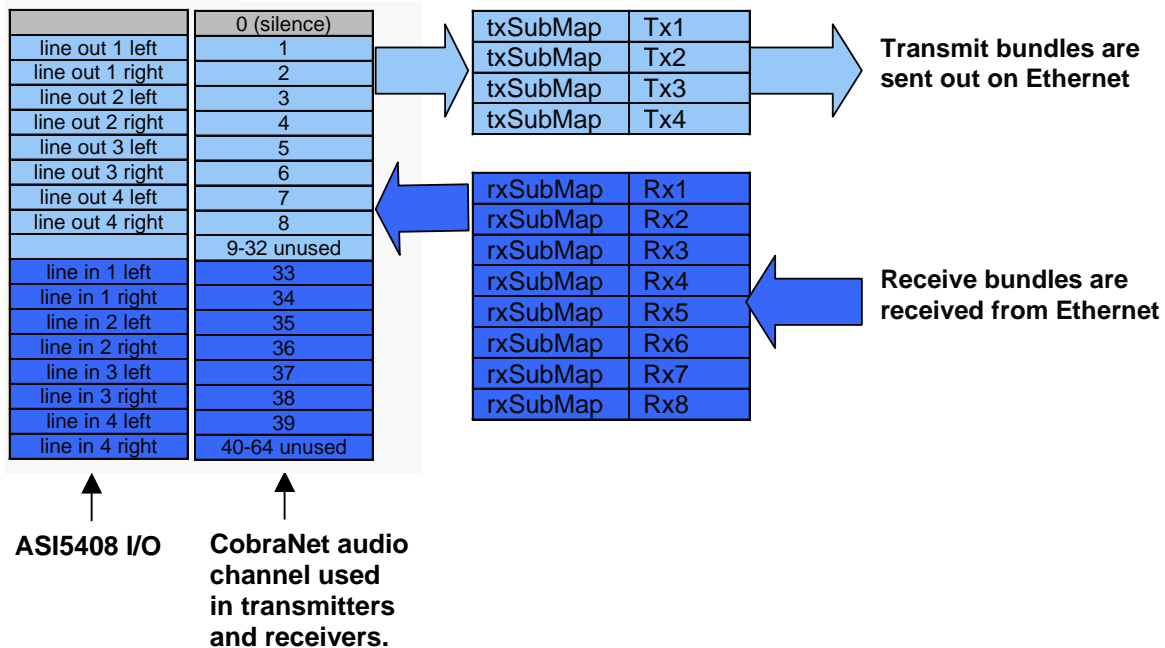 0 (silence)
line out 1 left 1
line out 1 right 2
line out 2 left 3
line out 2 right 4
line out 3 left 5
line out 3 right 6
line out 4 left 7
line out 4 right 8
9-32 unused
line in 1 left 33
line in 1 right 34
line in 2 left 35
line in 2 right 36
line in 3 left 37
line in 3 right 38
line in 4 left 39
line in 4 right 40-64 unused
txSubMap Tx1
txSubMap Tx2
txSubMap Tx3
txSubMap Tx4
Transmit bundles are
sent out on Ethernet
rxSubMap Rx1
rxSubMap Rx2
rxSubMap Rx3
rxSubMap Rx4
rxSubMap Rx5
rxSubMap Rx6
rxSubMap Rx7
rxSubMap Rx8
Receive bundles are
received from Ethernet
ASI5408 I/O
CobraNet audio
channel used
in transmitters
and receivers.